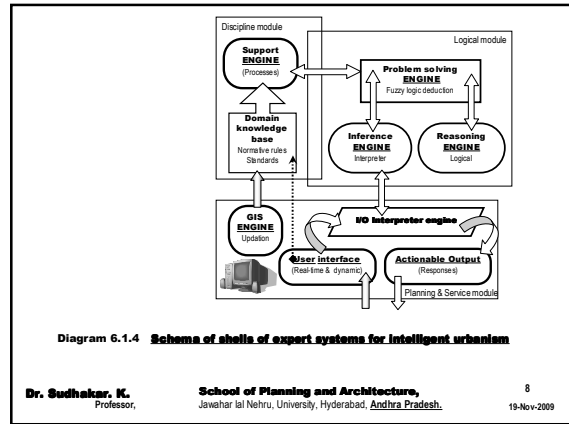 Discipline module
Logical module
Support
ENGINE
(Processes)
Problem solving
ENGINE
Fuzzy logic deduction
Domain
knowledge
base
Normative rules
Standards
Inference
ENGINE
Interpreter
Reasoning
ENGINE
Logical
GIS
ENGINE
Updation
I/O Interpreter engine
User interface
(Real-time & dynamic)
Actionable Output
(Responses)
Planning & Service module
Diagram 6.1.4 Schema of shells of expert systems for intelligent urbanism
Dr. Sudhakar. K.
Professor,
School of Planning and Architecture,
Jawahar lal Nehru, University, Hyderabad, Andhra Pradesh.
8
19-Nov-2009